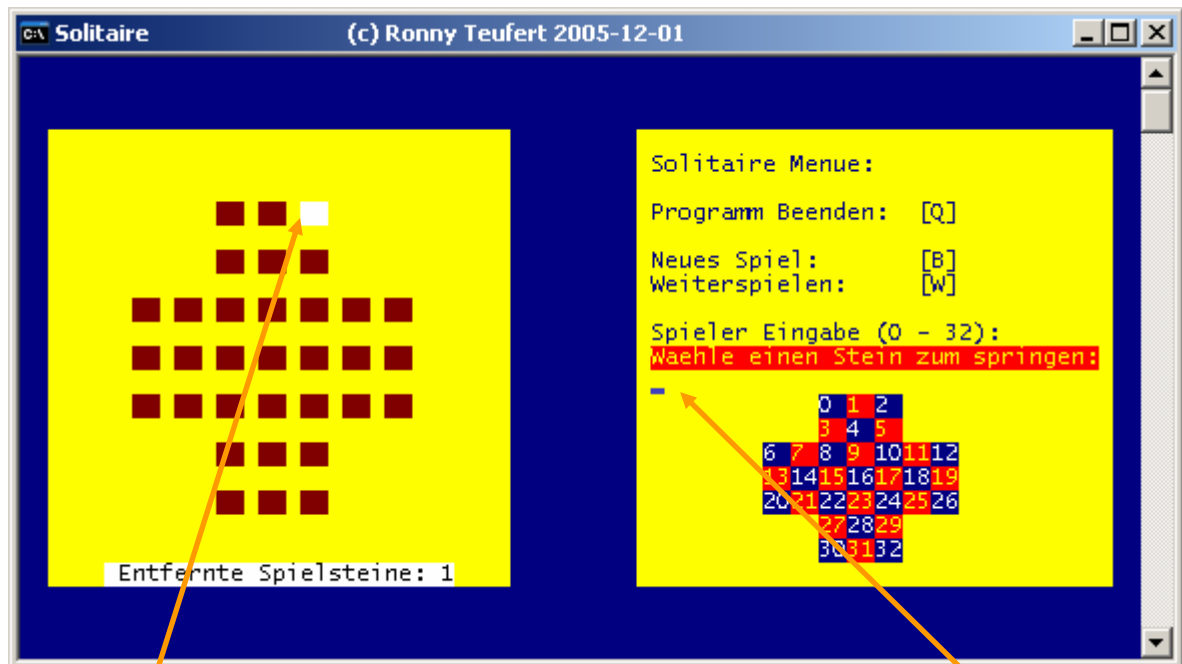 Solitaire (c) Ronny Teufert 2005-12-01
Solitaire Menue:
Programm Beenden: [Q]
Neues Spiel: [B]
Weiterspielen: [W]
Spieler Eingabe (0 - 32):
Waehle einen Stein zum springen:
0 1 2
3 4 5
6 7 8 9 10 11 12
13 14 15 16 17 18 19
20 21 22 23 24 25 26
27 28 29
30 31 32
Entfernte Spielsteine: 1